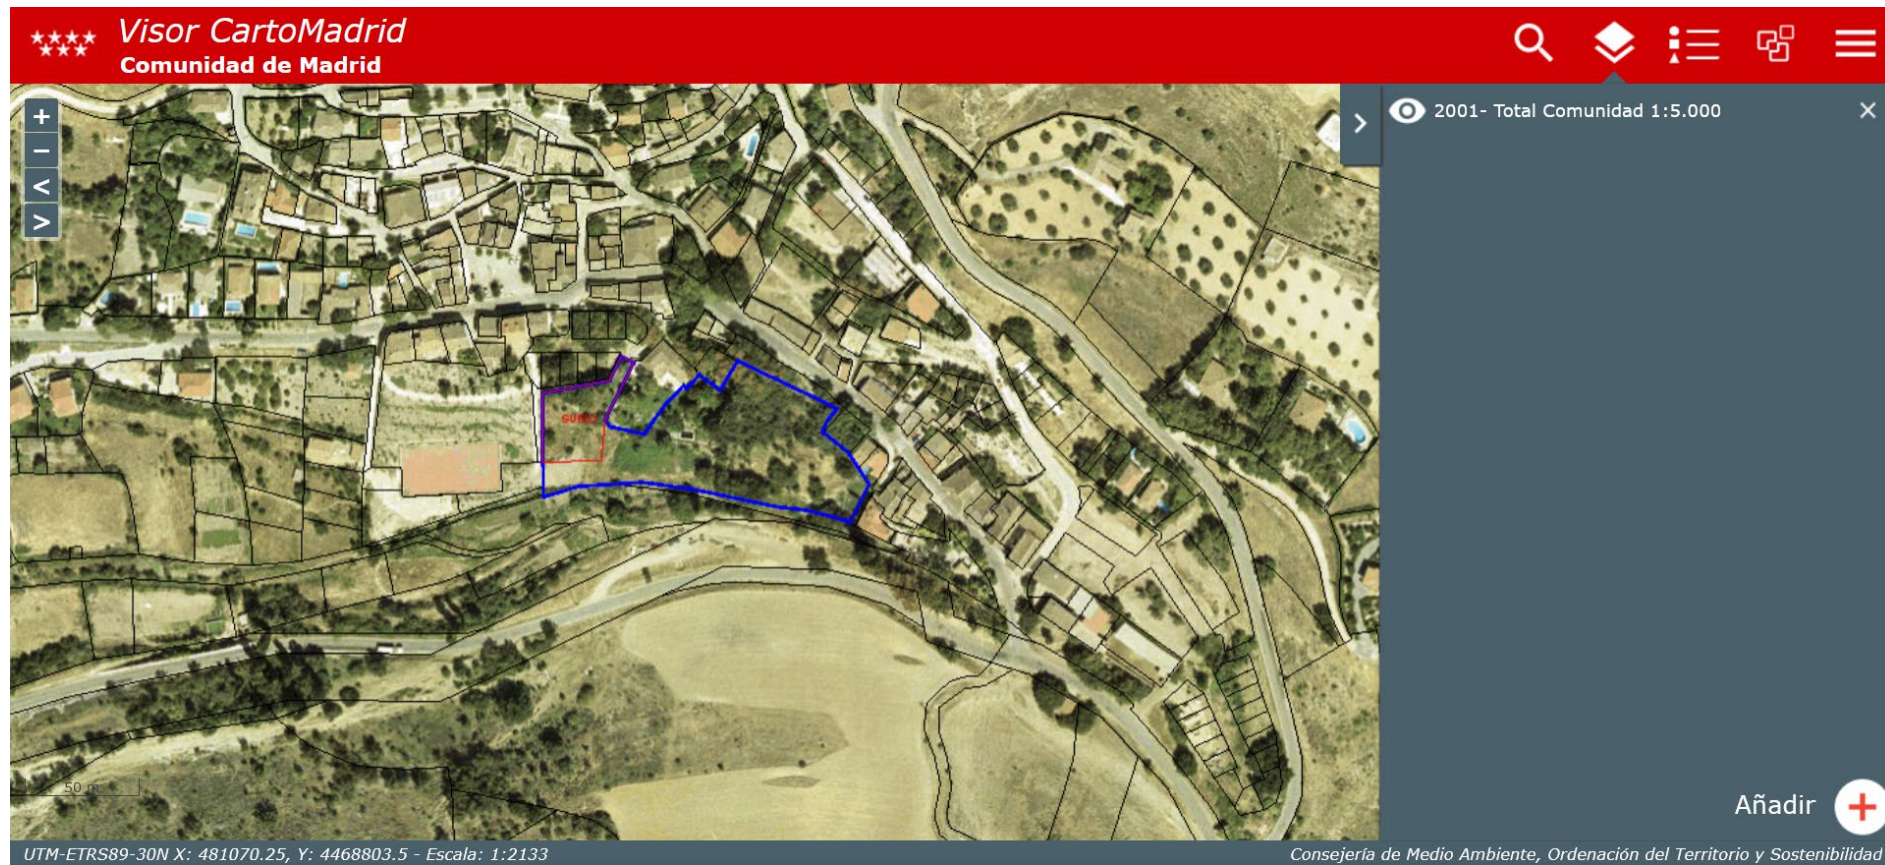 Visor CartoMadrid
Comunidad de Madrid
2001- Total Comunidad 1:5.000
50 m
Añadir
UTM-ETRS89-30N X: 481070.25, Y: 4468803.5 - Escala: 1:2133
Consejería de Medio Ambiente, Ordenación del Territorio y Sostenibilidad